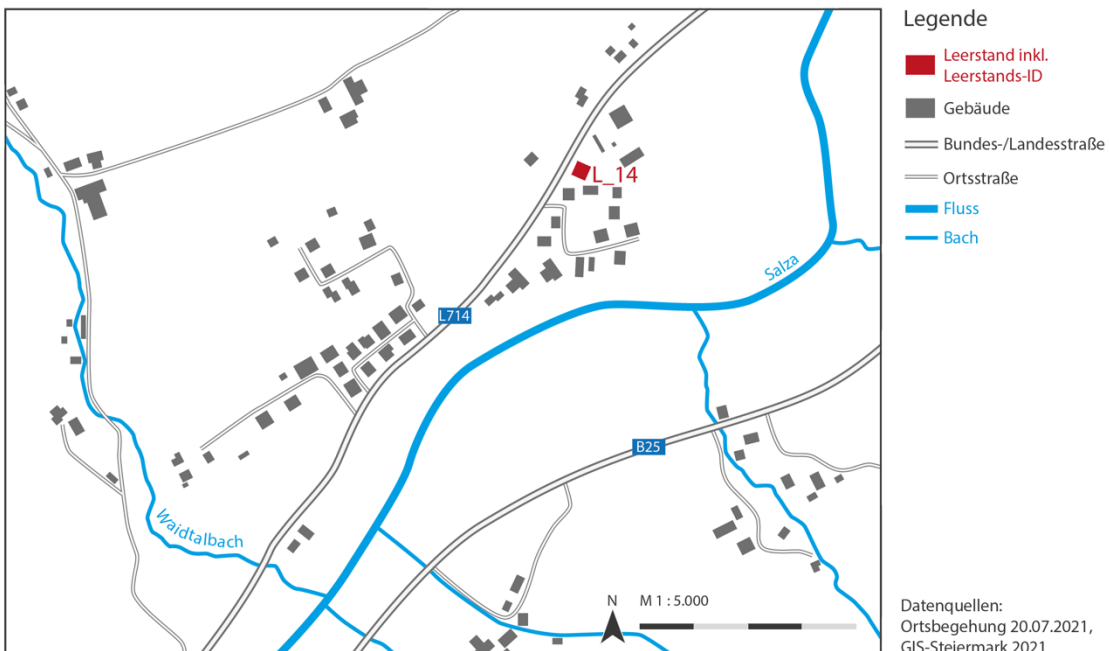 Legende
Leerstand inkl.
Leerstands-ID
Gebäude
Bundes-/Landesstraße
Ortsstraße
Fluss
Bach
L_14
Salza
L714
B25
Waidtalbach
N
M 1 : 5.000
Datenquellen:
Ortsbegehung 20.07.2021,
GIS-Steiermark 2021